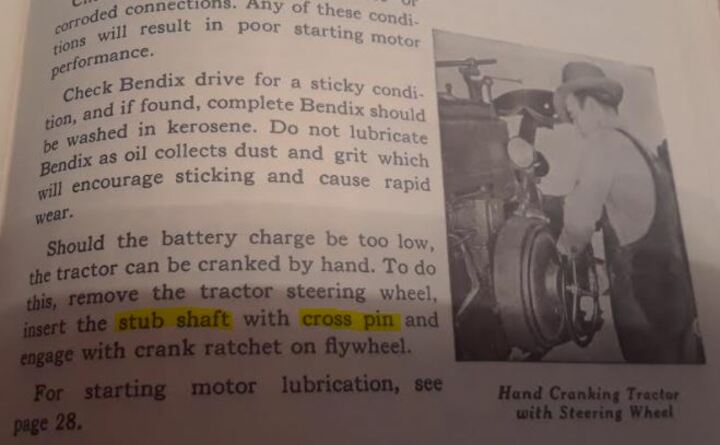 corroded connections. Any of these condi-
tions will result in poor starting motor
performance.
Check Bendix drive for a sticky condi-
tion, and if found, complete Bendix should
be washed in kerosene. Do not lubricate
Bendix as oil collects dust and grit which
will encourage sticking and cause rapid
wear.
Should the battery charge be too low,
the tractor can be cranked by hand. To do
this, remove the tractor steering wheel,
insert the stub shaft with cross pin and
engage with crank ratchet on flywheel.
For starting motor lubrication, see
page 28.
Hand Cranking Tractor
with Steering Wheel